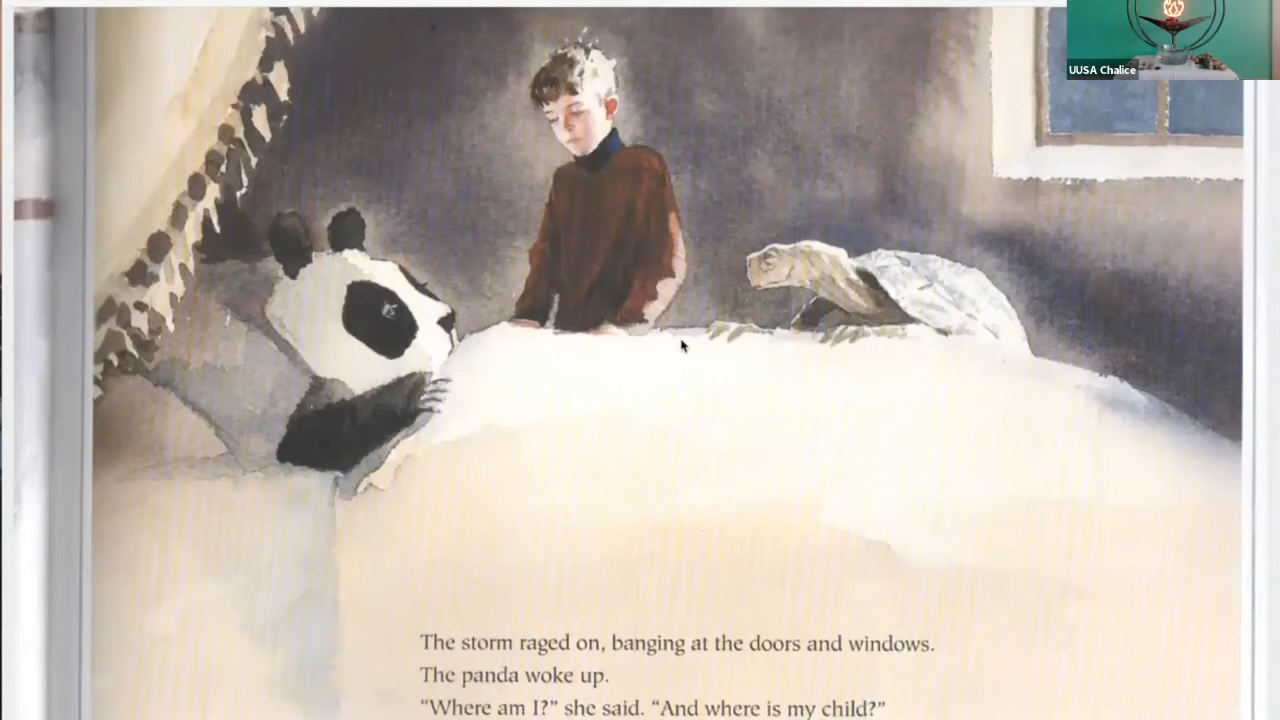 UUSA Chalice
The storm raged on, banging at the doors and windows.
The panda woke up.
“Where am I?” she said. “And where is my child?”